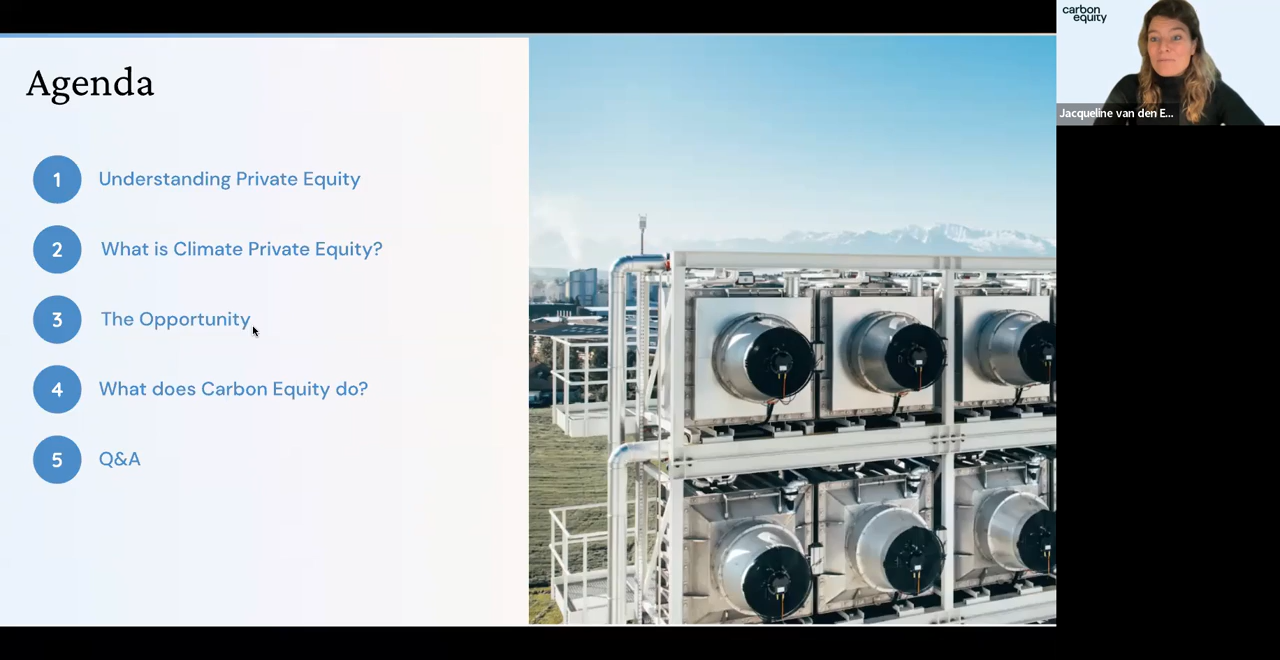 Agenda
1 Understanding Private Equity
2 What is Climate Private Equity?
3 The Opportunity
4 What does Carbon Equity do?
5 Q&A
carbon
equity
Jacqueline van den E...